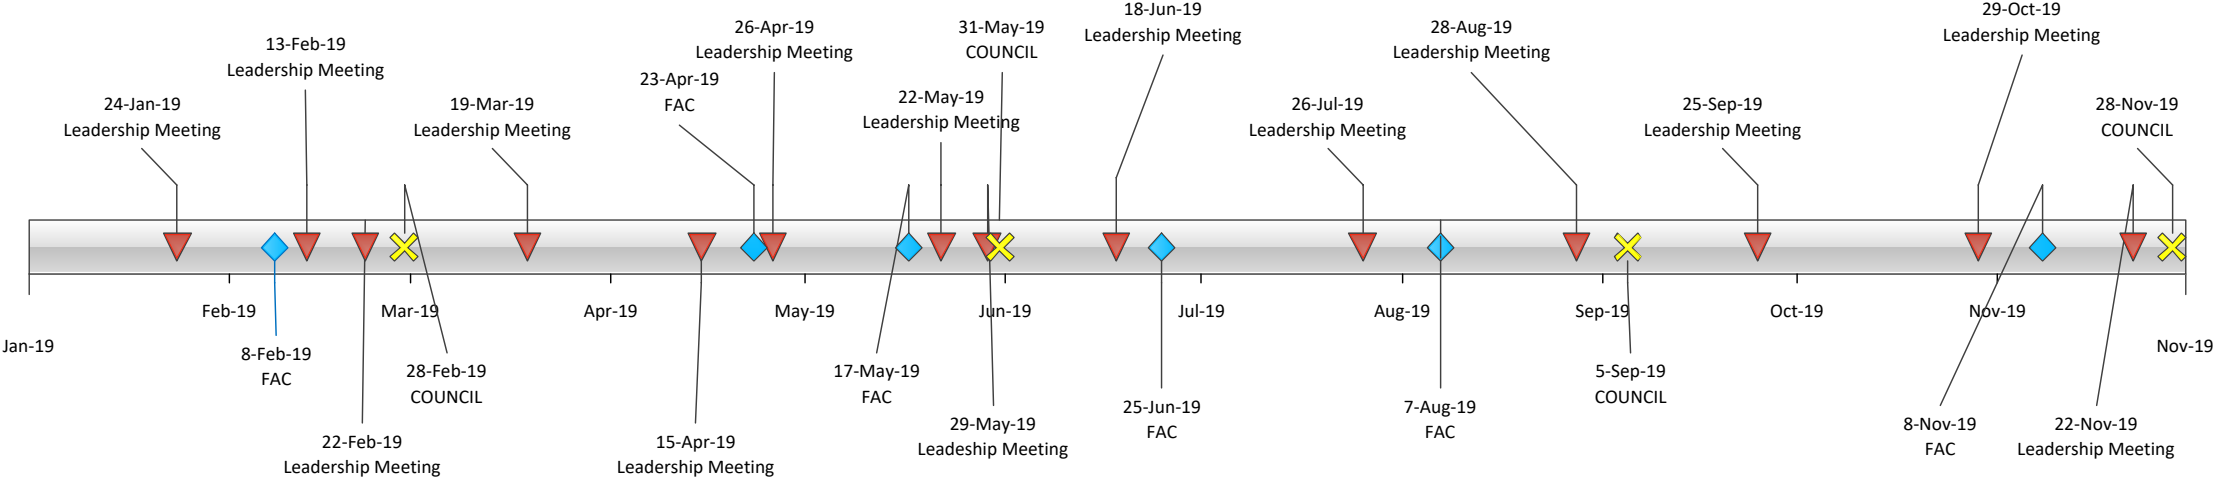 18-Jun-19
Leadership Meeting
29-Oct-19
Leadership Meeting
26-Apr-19
Leadership Meeting
31-May-19
COUNCIL
28-Aug-19
Leadership Meeting
13-Feb-19
Leadership Meeting
23-Apr-19
FAC
22-May-19
Leadership Meeting
24-Jan-19
Leadership Meeting
19-Mar-19
Leadership Meeting
26-Jul-19
Leadership Meeting
25-Sep-19
Leadership Meeting
28-Nov-19
COUNCIL
Feb-19
Mar-19
Apr-19
May-19
Jun-19
Jul-19
Aug-19
Sep-19
Oct-19
Nov-19
Jan-19
Nov-19
8-Feb-19
FAC
28-Feb-19
COUNCIL
17-May-19
FAC
5-Sep-19
COUNCIL
25-Jun-19
FAC
7-Aug-19
FAC
22-Feb-19
Leadership Meeting
15-Apr-19
Leadership Meeting
29-May-19
Leadeship Meeting
8-Nov-19
FAC
22-Nov-19
Leadership Meeting